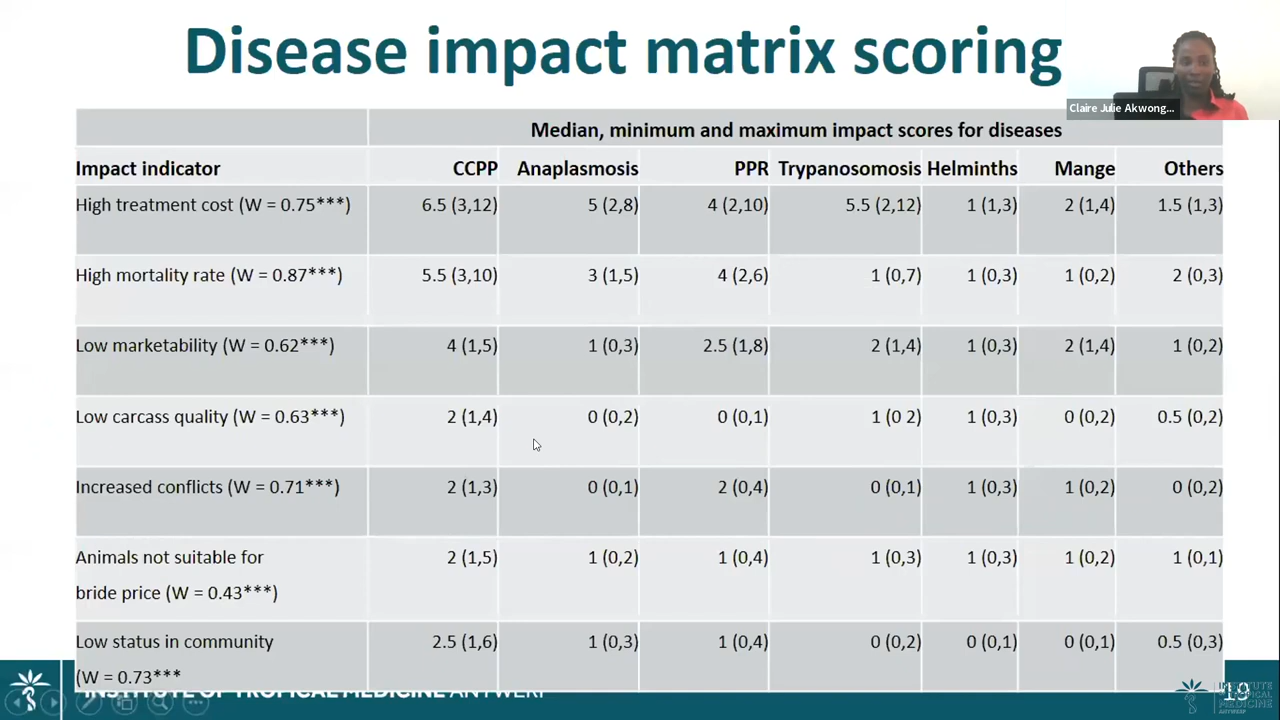 Disease impact matrix scoring
Claire Julie Akwong...
Median, minimum and maximum impact scores for diseases
Impact indicator CCPP Anaplasmosis PPR Trypanosomosis Helminths Mange Others
High treatment cost (W = 0.75***) 6.5 (3,12) 5 (2,8) 4 (2,10) 5.5 (2,12) 1 (1,3) 2 (1,4) 1.5 (1,3)
High mortality rate (W = 0.87***) 5.5 (3,10) 3 (1,5) 4 (2,6) 1 (0,7) 1 (0,3) 1 (0,2) 2 (0,3)
Low marketability (W = 0.62***) 4 (1,5) 1 (0,3) 2.5 (1,8) 2 (1,4) 1 (0,3) 2 (1,4) 1 (0,2)
Low carcass quality (W = 0.63***) 2 (1,4) 0 (0,2) 0 (0,1) 1 (0 2) 1 (0,3) 0 (0,2) 0.5 (0,2)
Increased conflicts (W = 0.71***) 2 (1,3) 0 (0,1) 2 (0,4) 0 (0,1) 1 (0,3) 1 (0,2) 0 (0,2)
Animals not suitable for
bride price (W = 0.43***) 2 (1,5) 1 (0,2) 1 (0,4) 1 (0,3) 1 (0,3) 1 (0,2) 1 (0,1)
Low status in community
(W = 0.73*** 2.5 (1,6) 1 (0,3) 1 (0,4) 0 (0,2) 0 (0,1) 0 (0,1) 0.5 (0,3)
INSTITUTE OF TROPICAL MEDICINE ANTWERP
INSTITUTE
OF TROPICAL
MEDICINE
ANTWERP
19